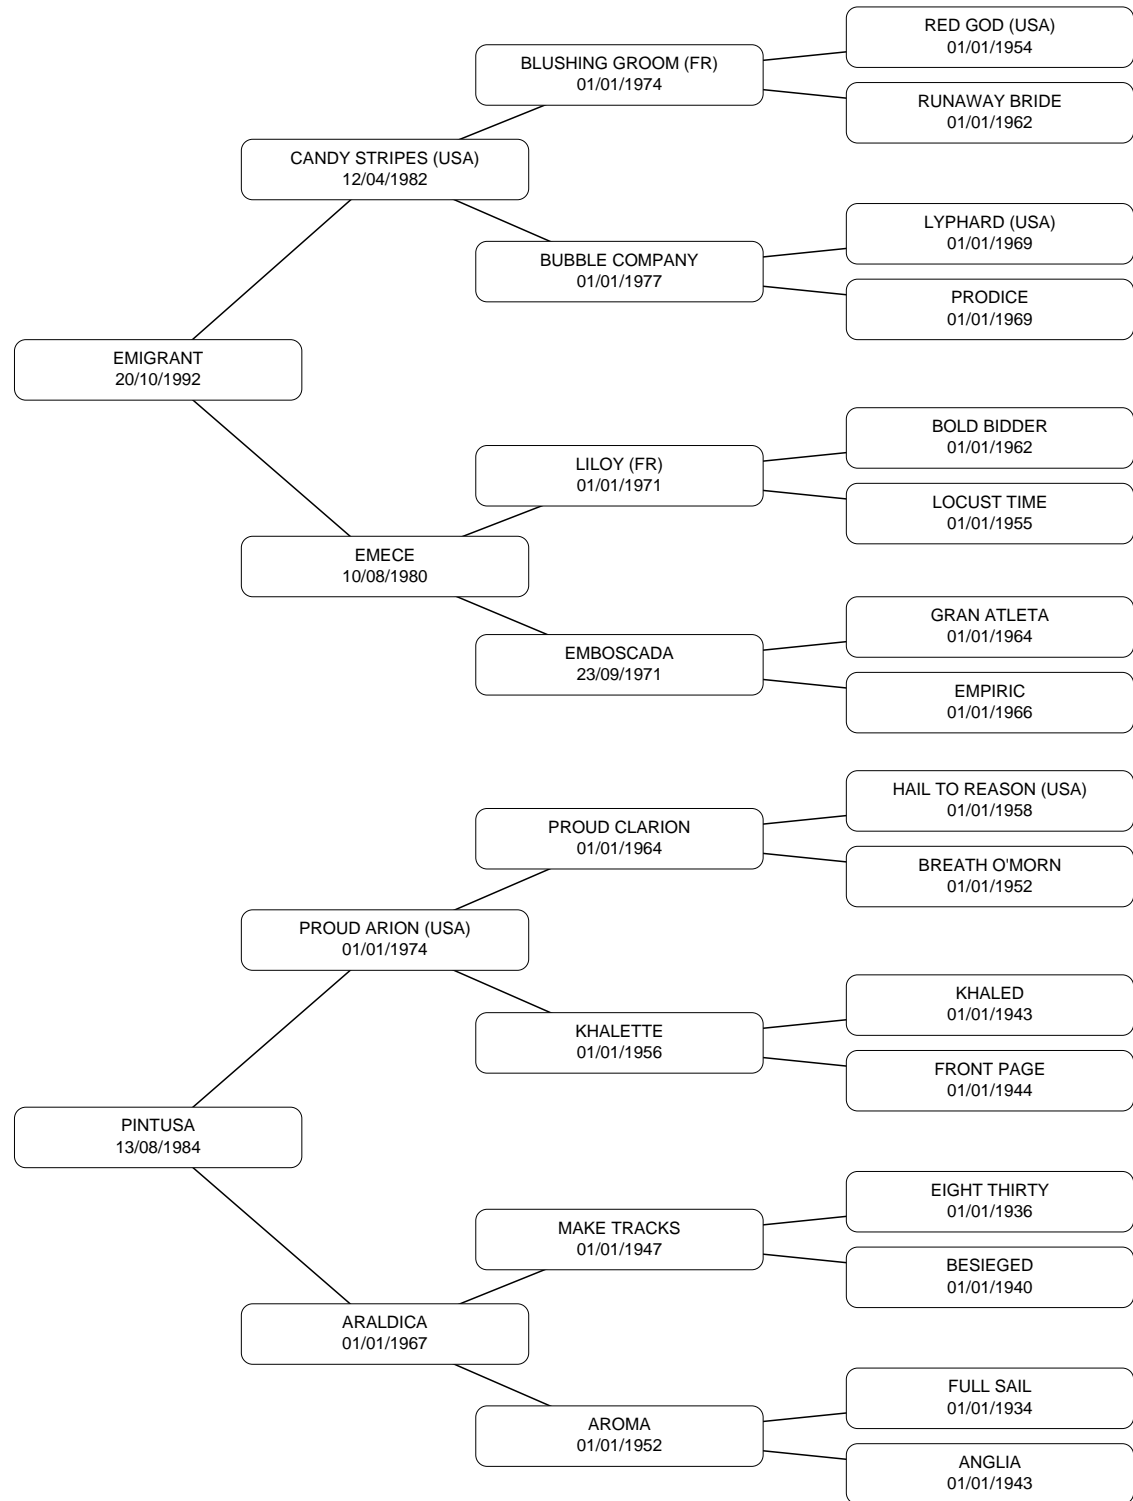 RED GOD (USA)
01/01/1954
BLUSHING GROOM (FR)
01/01/1974
RUNAWAY BRIDE
01/01/1962
CANDY STRIPES (USA)
12/04/1982
LYPHARD (USA)
01/01/1969
BUBBLE COMPANY
01/01/1977
PRODICE
01/01/1969
EMIGRANT
20/10/1992
BOLD BIDDER
01/01/1962
LILOY (FR)
01/01/1971
LOCUST TIME
01/01/1955
EMECE
10/08/1980
GRAN ATLETA
01/01/1964
EMBOSCADA
23/09/1971
EMPIRIC
01/01/1966
HAIL TO REASON (USA)
01/01/1958
PROUD CLARION
01/01/1964
BREATH O'MORN
01/01/1952
PROUD ARION (USA)
01/01/1974
KHALED
01/01/1943
KHALETTE
01/01/1956
FRONT PAGE
01/01/1944
PINTUSA
13/08/1984
EIGHT THIRTY
01/01/1936
MAKE TRACKS
01/01/1947
BESIEGED
01/01/1940
ARALDICA
01/01/1967
FULL SAIL
01/01/1934
AROMA
01/01/1952
ANGLIA
01/01/1943